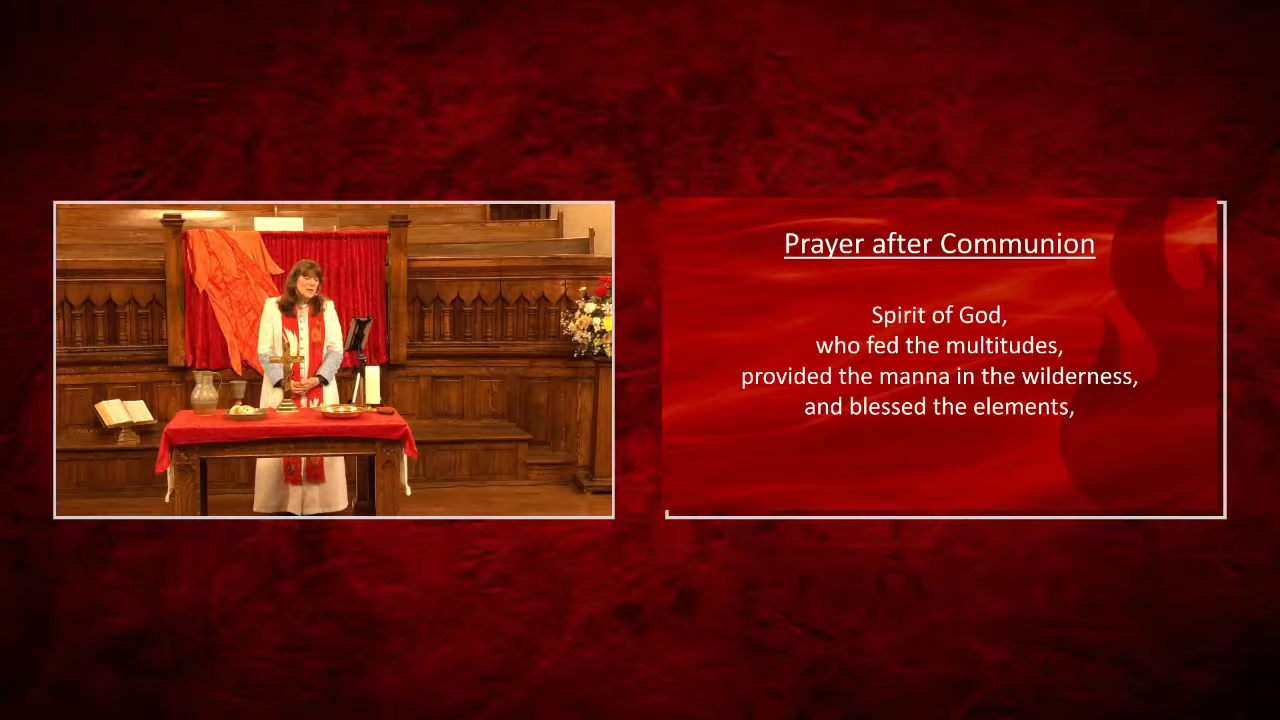 Prayer after Communion
Spirit of God,
who fed the multitudes,
provided the manna in the wilderness,
and blessed the elements,